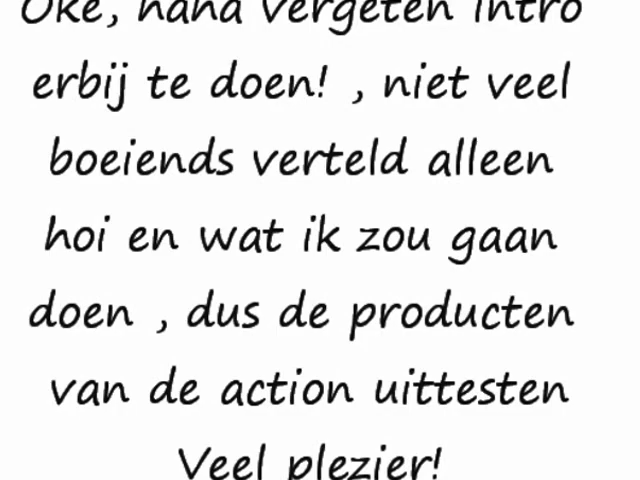 Oke, haha vergeten intro
erbij te doen! , niet veel
boeiends verteld alleen
hoi en wat ik zou gaan
doen , dus de producten
van de action uittesten
Veel plezier!